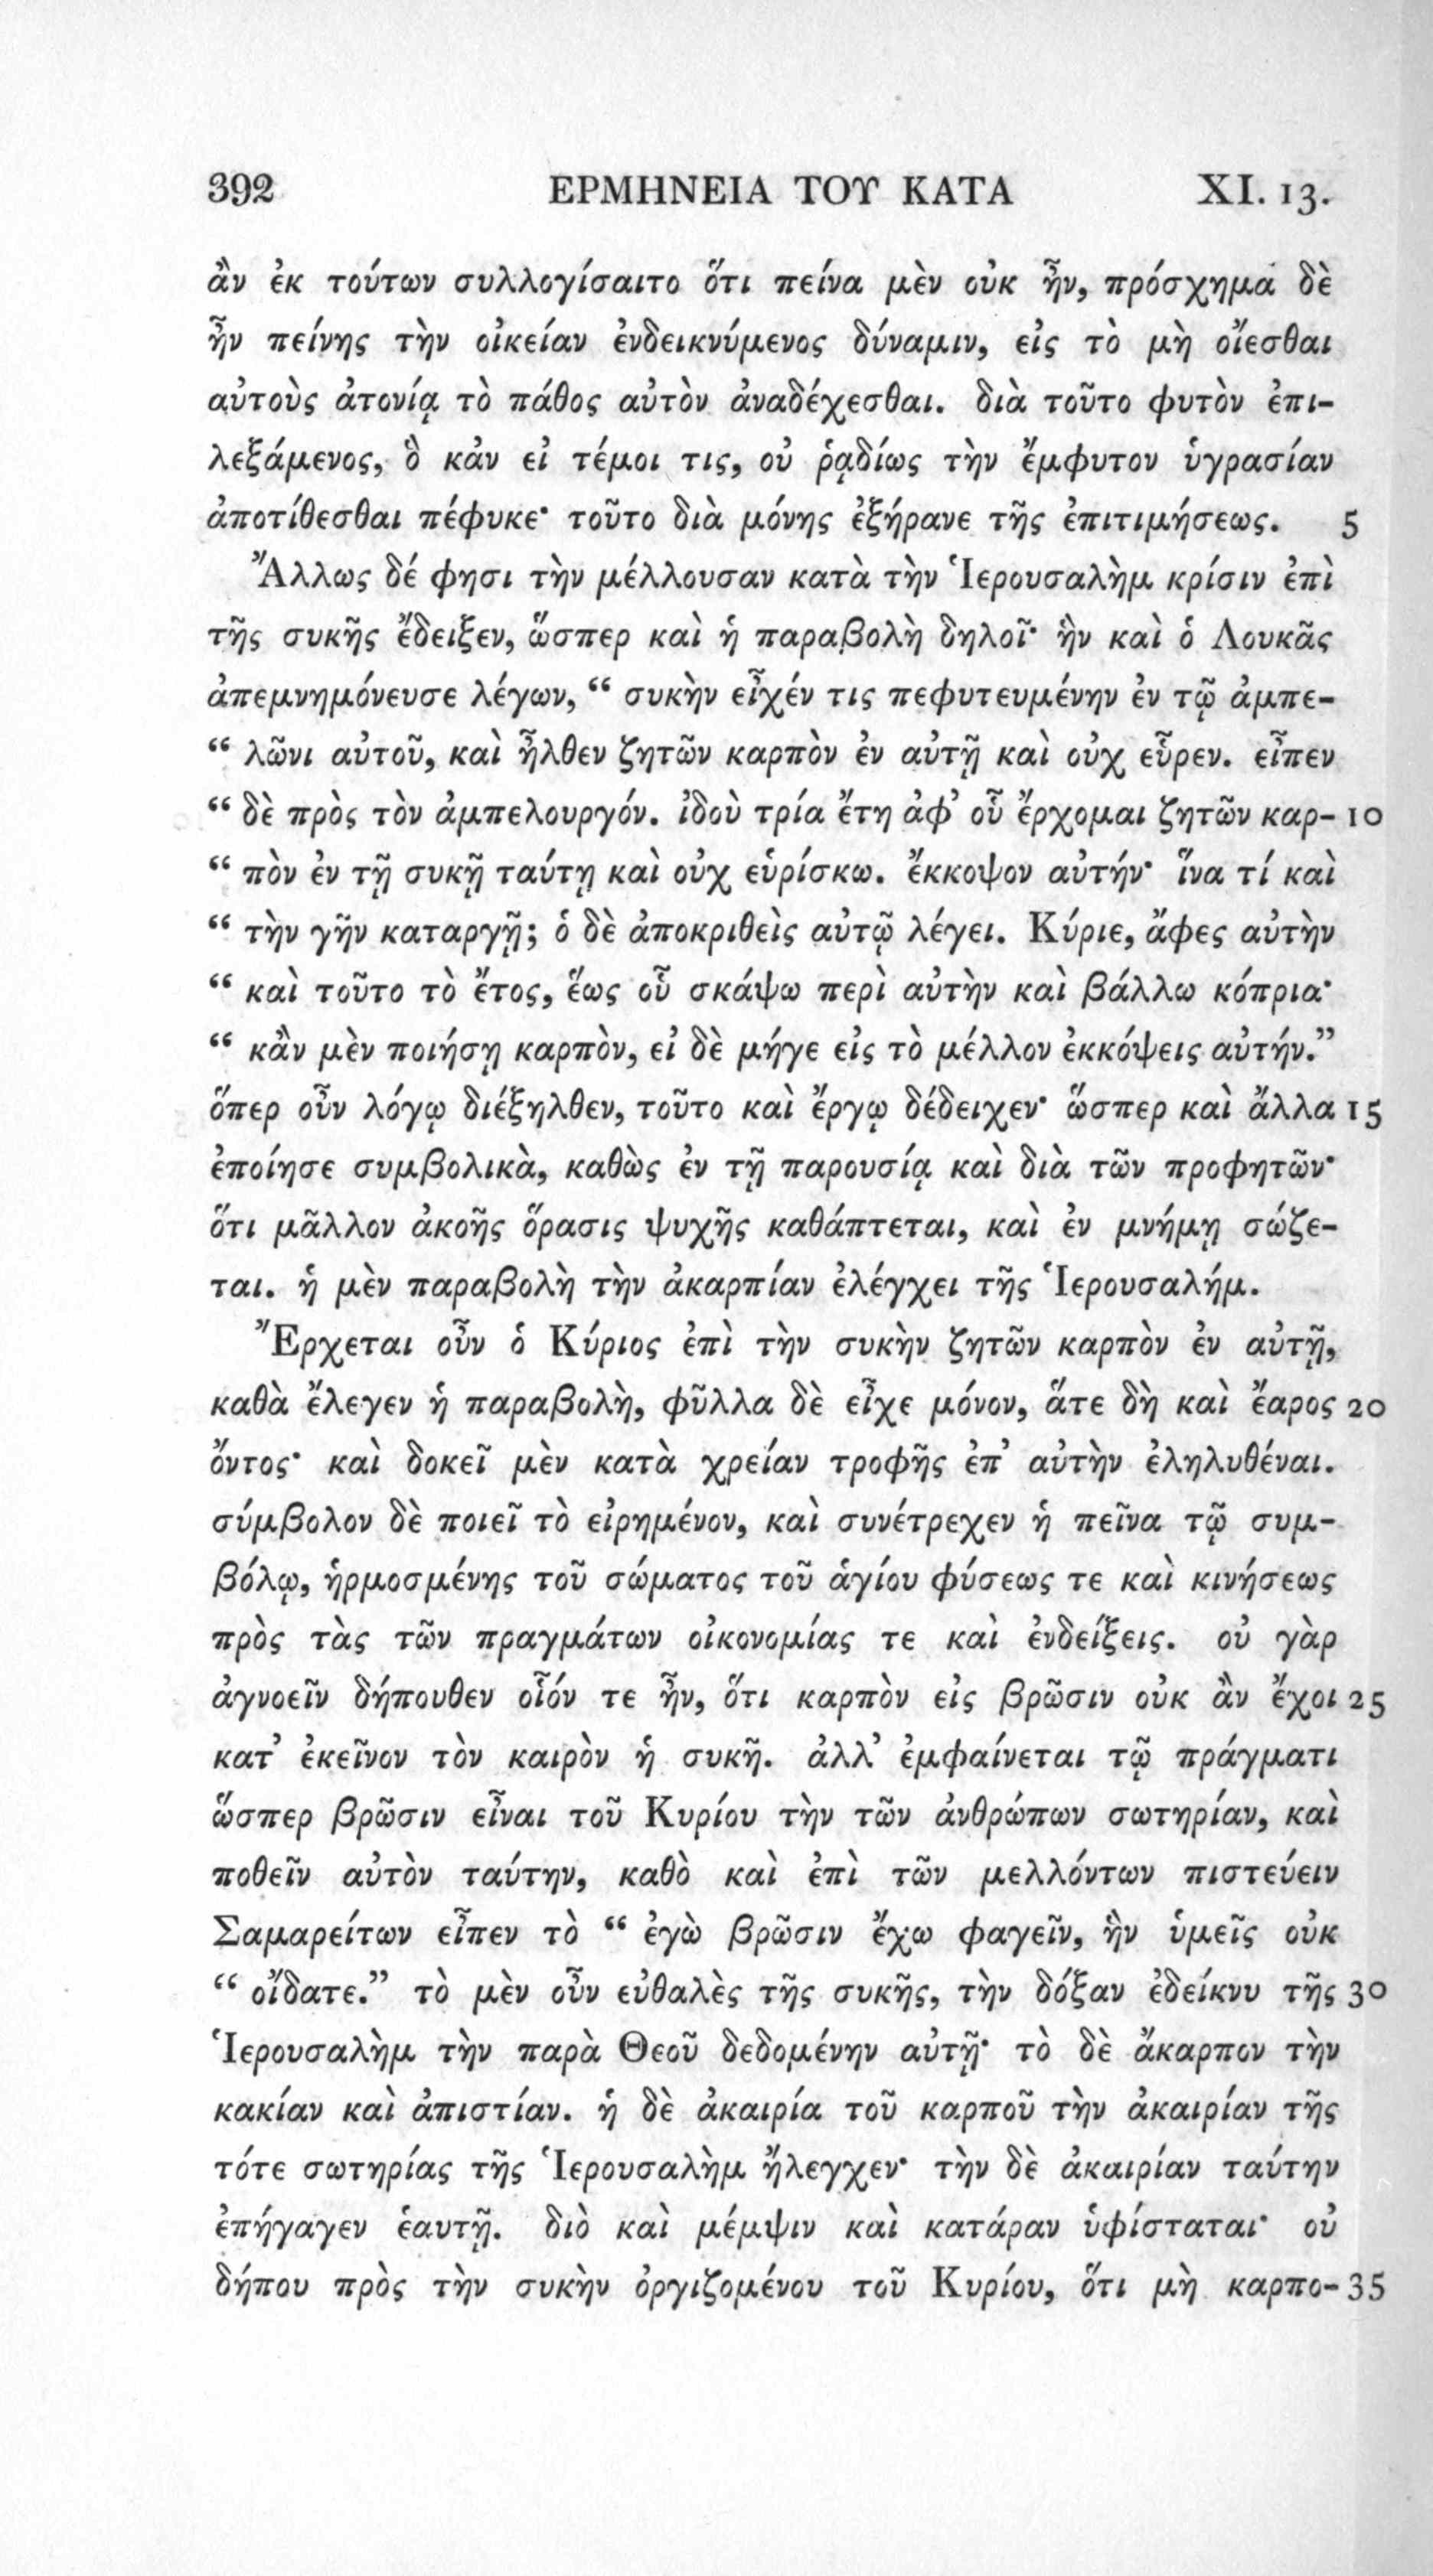 392 ΕΡΜΗΝΕΙΑ ΤΟΥ ΚΑΤΑ XI. 13.
ἂν ἐκ τούτων συλλογίσαιτο ὅτι πείνα μὲν οὐκ ἦν, πρόσχημα δὲ
ἦν πείνης τὴν οἰκείαν ἐνδεικνύμενος δύναμιν, εἰς τὸ μὴ οἴεσθαι
αὐτοὺς ἀτονίᾳ τὸ πάθος αὐτὸν ἀναδέχεσθαι. διὰ τοῦτο φυτὸν ἐπι-
λεξάμενος, ὃ κἀν εἰ τέμοι τις, οὐ ῥᾳδίως τὴν ἔμφυτον ὑγρασίαν
ἀποτίθεσθαι πέφυκε· τοῦτο διὰ μόνης ἐξήρανε τῆς ἐπιτιμήσεως. 5
Ἄλλως δέ φησι τὴν μέλλουσαν κατὰ τὴν Ἱερουσαλὴμ κρίσιν ἐπὶ
τῆς συκῆς ἔδειξεν, ὥσπερ καὶ ἡ παραβολὴ δηλοῖ· ἣν καὶ ὁ Λουκᾶς
ἀπεμνημόνευσε λέγων, “ συκὴν εἶχέν τις πεφυτευμένην ἐν τῷ ἀμπε-
“ λῶνι αὐτοῦ, καὶ ἦλθεν ζητῶν καρπὸν ἐν αὐτῇ καὶ οὐχ εὗρεν. εἶπεν
“ δὲ πρὸς τὸν ἀμπελουργόν. ἰδοὺ τρία ἔτη ἀφ’ οὗ ἔρχομαι ζητῶν καρ- 10
“ πὸν ἐν τῇ συκῇ ταύτῃ καὶ οὐχ εὑρίσκω. ἔκκοψον αὐτήν· ἵνα τί καὶ
“ τὴν γῆν καταργῇ; ὁ δὲ ἀποκριθεὶς αὐτῷ λέγει. Κύριε, ἄφες αὐτὴν
“ καὶ τοῦτο τὸ ἔτος, ἕως οὗ σκάψω περὶ αὐτὴν καὶ βάλλω κόπρια·
“ κἂν μὲν ποιήσῃ καρπὸν, εἰ δὲ μήγε εἰς τὸ μέλλον ἐκκόψεις αὐτήν.”
ὅπερ οὖν λόγῳ διέξηλθεν, τοῦτο καὶ ἔργῳ δέδειχεν· ὥσπερ καὶ ἄλλα 15
ἐποίησε συμβολικὰ, καθὼς ἐν τῇ παρουσίᾳ καὶ διὰ τῶν προφητῶν·
ὅτι μᾶλλον ἀκοῆς ὅρασις ψυχῆς καθάπτεται, καὶ ἐν μνήμῃ σώζε-
ται. ἡ μὲν παραβολὴ τὴν ἀκαρπίαν ἐλέγχει τῆς Ἱερουσαλήμ.
Ἔρχεται οὖν ὁ Κύριος ἐπὶ τὴν συκὴν ζητῶν καρπὸν ἐν αὐτῇ,
καθὰ ἔλεγεν ἡ παραβολὴ, φῦλλα δὲ εἶχε μόνον, ἅτε δὴ καὶ ἔαρος 20
ὄντος· καὶ δοκεῖ μὲν κατὰ χρείαν τροφῆς ἐπ’ αὐτὴν ἐληλυθέναι.
σύμβολον δὲ ποιεῖ τὸ εἰρημένον, καὶ συνέτρεχεν ἡ πεῖνα τῷ συμ-
βόλῳ, ἡρμοσμένης τοῦ σώματος τοῦ ἁγίου φύσεως τε καὶ κινήσεως
πρὸς τὰς τῶν πραγμάτων οἰκονομίας τε καὶ ἐνδείξεις. οὐ γὰρ
ἀγνοεῖν δήπουθεν οἷόν τε ἦν, ὅτι καρπὸν εἰς βρῶσιν οὐκ ἂν ἔχοι 25
κατ’ ἐκεῖνον τὸν καιρὸν ἡ συκῆ. ἀλλ’ ἐμφαίνεται τῷ πράγματι
ὥσπερ βρῶσιν εἶναι τοῦ Κυρίου τὴν τῶν ἀνθρώπων σωτηρίαν, καὶ
ποθεῖν αὐτὸν ταύτην, καθὸ καὶ ἐπὶ τῶν μελλόντων πιστεύειν
Σαμαρείτων εἶπεν τὸ “ ἐγὼ βρῶσιν ἔχω φαγεῖν, ἣν ὑμεῖς οὐκ
“ οἴδατε.” τὸ μὲν οὖν εὐθαλὲς τῆς συκῆς, τὴν δόξαν ἐδείκνυ τῆς 30
Ἱερουσαλὴμ τὴν παρὰ Θεοῦ δεδομένην αὐτῇ· τὸ δὲ ἄκαρπον τὴν
κακίαν καὶ ἀπιστίαν. ἡ δὲ ἀκαιρία τοῦ καρποῦ τὴν ἀκαιρίαν τῆς
τότε σωτηρίας τῆς Ἱερουσαλὴμ ἤλεγχεν· τὴν δὲ ἀκαιρίαν ταύτην
ἐπήγαγεν ἑαυτῇ. διὸ καὶ μέμψιν καὶ κατάραν ὑφίσταται· οὐ
δήπου πρὸς τὴν συκὴν ὀργιζομένου τοῦ Κυρίου, ὅτι μὴ καρπο- 35